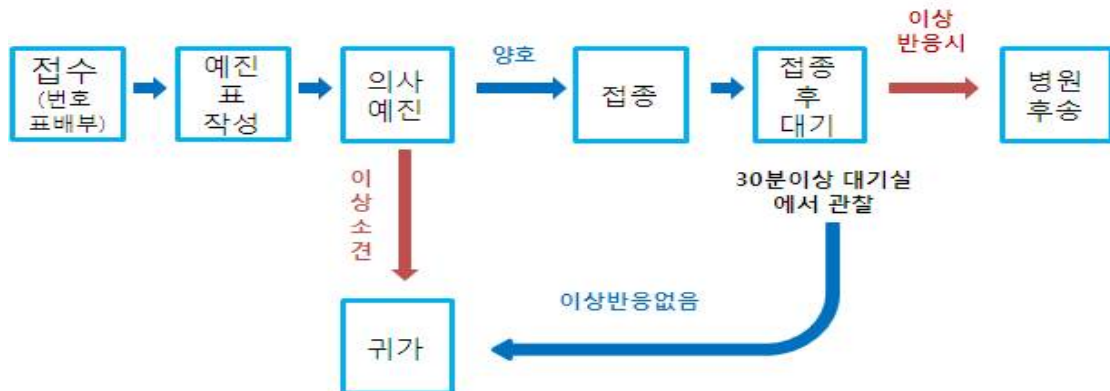 접수
(번호
표배부)
예진
표
작성
의사
예진
양호
접종
접종
후
대기
이상
반응시
병원
후송
이
상
소
견
30분이상 대기실
에서 관찰
이상반응없음
귀가